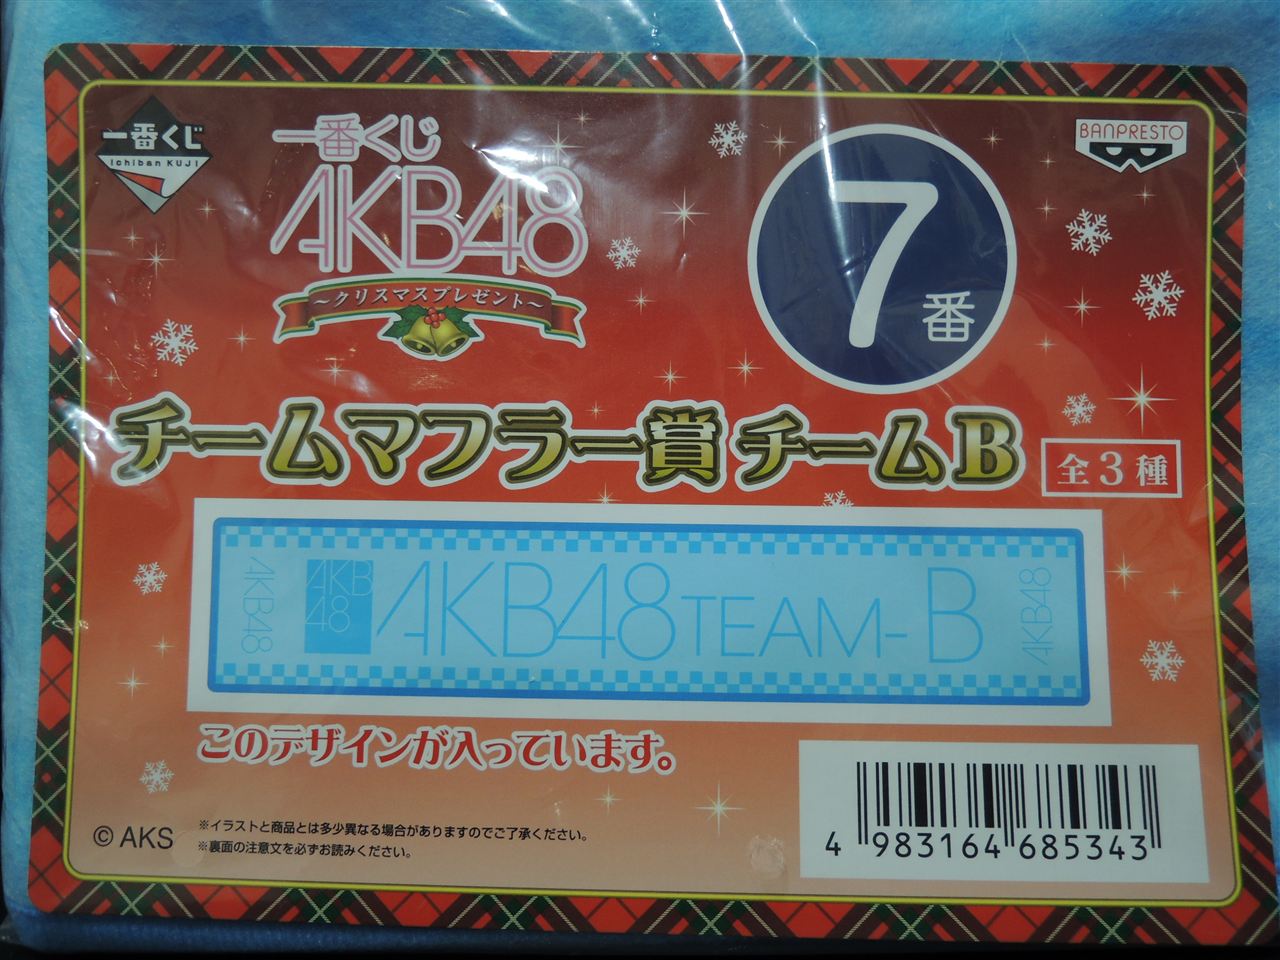 一番くじ
Ichiban KUJI
一番くじ
AKB48
～クリスマスプレゼント～
7番
BANPRESTO
チームマフラー賞 チームB
全3種
AKB48
AKB
48
AKB48 TEAM-B
AKB48
このデザインが入っています。
© AKS
※イラストと商品とは多少異なる場合がありますのでご了承ください。
※裏面の注意文を必ずお読みください。
4 983164 685343